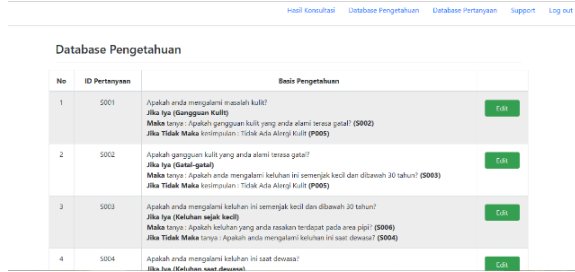 Hasil Konsultasi Database Pengetahuan Database Pertanyaan Support Log out
Database Pengetahuan
No ID Pertanyaan Basis Pengetahuan
1 S001 Apakah anda mengalami masalah kulit? Edit
Jika Iya (Gangguan Kulit)
Maka tanya : Apakah gangguan kulit yang anda alami terasa gatal? (S002)
Jika Tidak Maka kesimpulan : Tidak Ada Alergi Kulit (P005)
2 S002 Apakah gangguan kulit yang anda alami terasa gatal? Edit
Jika Iya (Gatal-gatal)
Maka tanya : Apakah anda mengalami keluhan ini semenjak kecil dan dibawah 30 tahun? (S003)
Jika Tidak Maka kesimpulan : Tidak Ada Alergi Kulit (P005)
3 S003 Apakah anda mengalami keluhan ini semenjak kecil dan dibawah 30 tahun? Edit
Jika Iya (Keluhan sejak kecil)
Maka tanya : Apakah keluhan yang anda rasakan terdapat pada area pipi? (S006)
Jika Tidak Maka tanya : Apakah anda mengalami keluhan ini saat dewasa? (S004)
4 S004 Apakah anda mengalami keluhan ini saat dewasa? Edit
Jika Iya (Keluhan saat dewasa)